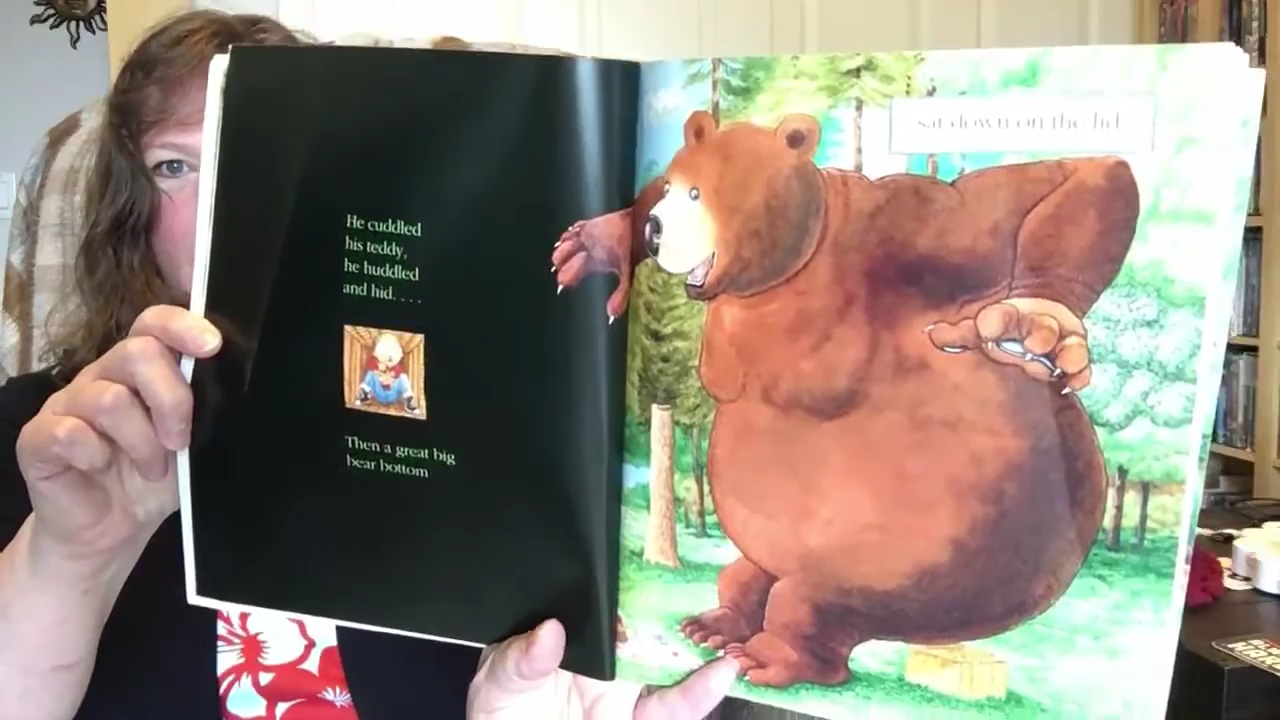 He cuddled
his teddy,
he huddled
and hid. . . .
Then a great big
bear bottom
sat down on the lid.